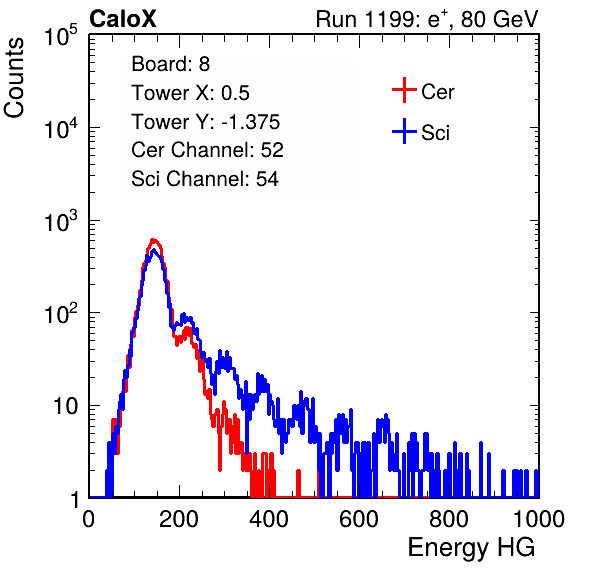 CaloX Run 1199: e⁺, 80 GeV
Counts
10⁵
10⁴
10³
10²
10
1
Board: 8
Tower X: 0.5
Tower Y: -1.375
Cer Channel: 52
Sci Channel: 54
Cer
Sci
0 200 400 600 800 1000
Energy HG